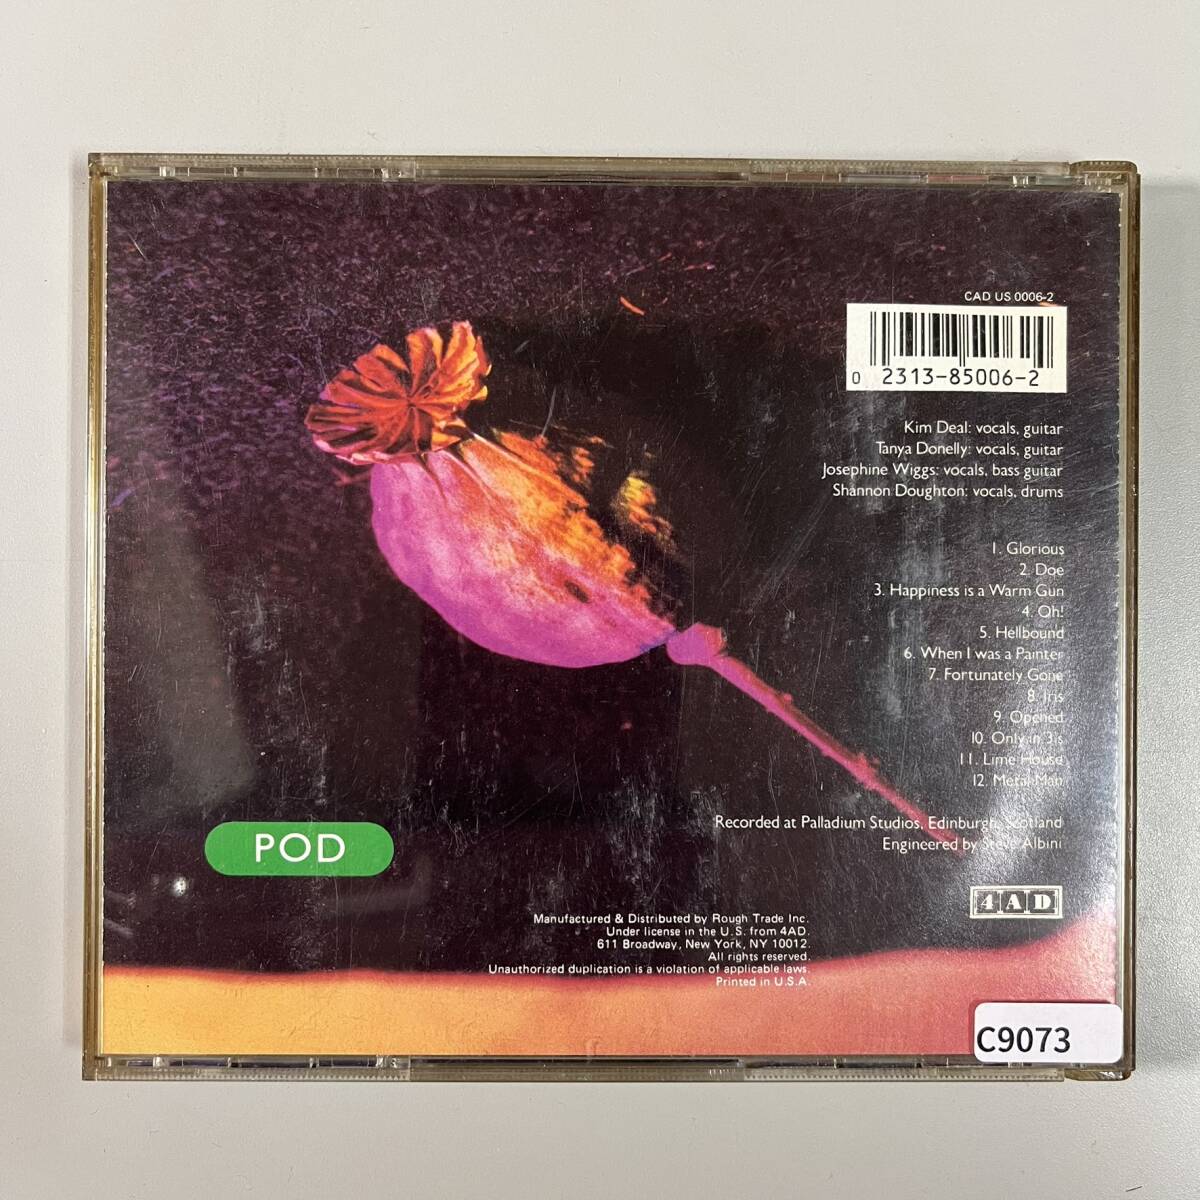 CAD US 0006-2
0 2313-85006-2
Kim Deal: vocals, guitar
Tanya Donelly: vocals, guitar
Josephine Wiggs: vocals, bass guitar
Shannon Doughton: vocals, drums
1. Glorious
2. Doe
3. Happiness is a Warm Gun
4. Oh!
5. Hellbound
6. When I was a Painter
7. Fortunately Gone
8. Iris
9. Opened
10. Only in 3's
11. Lime House
12. Metal Man
Recorded at Palladium Studios, Edinburgh, Scotland
Engineered by Steve Albini
POD
4AD
Manufactured & Distributed by Rough Trade Inc.
Under license in the U.S. from 4AD.
611 Broadway, New York, NY 10012.
All rights reserved.
Unauthorized duplication is a violation of applicable laws.
Printed in U.S.A.
C9073